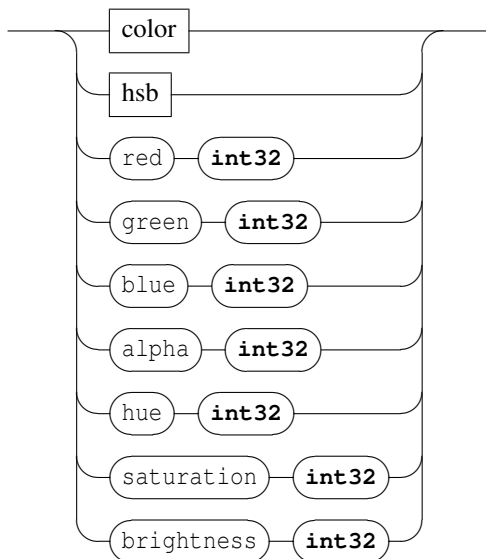 color
hsb
red int32
green int32
blue int32
alpha int32
hue int32
saturation int32
brightness int32